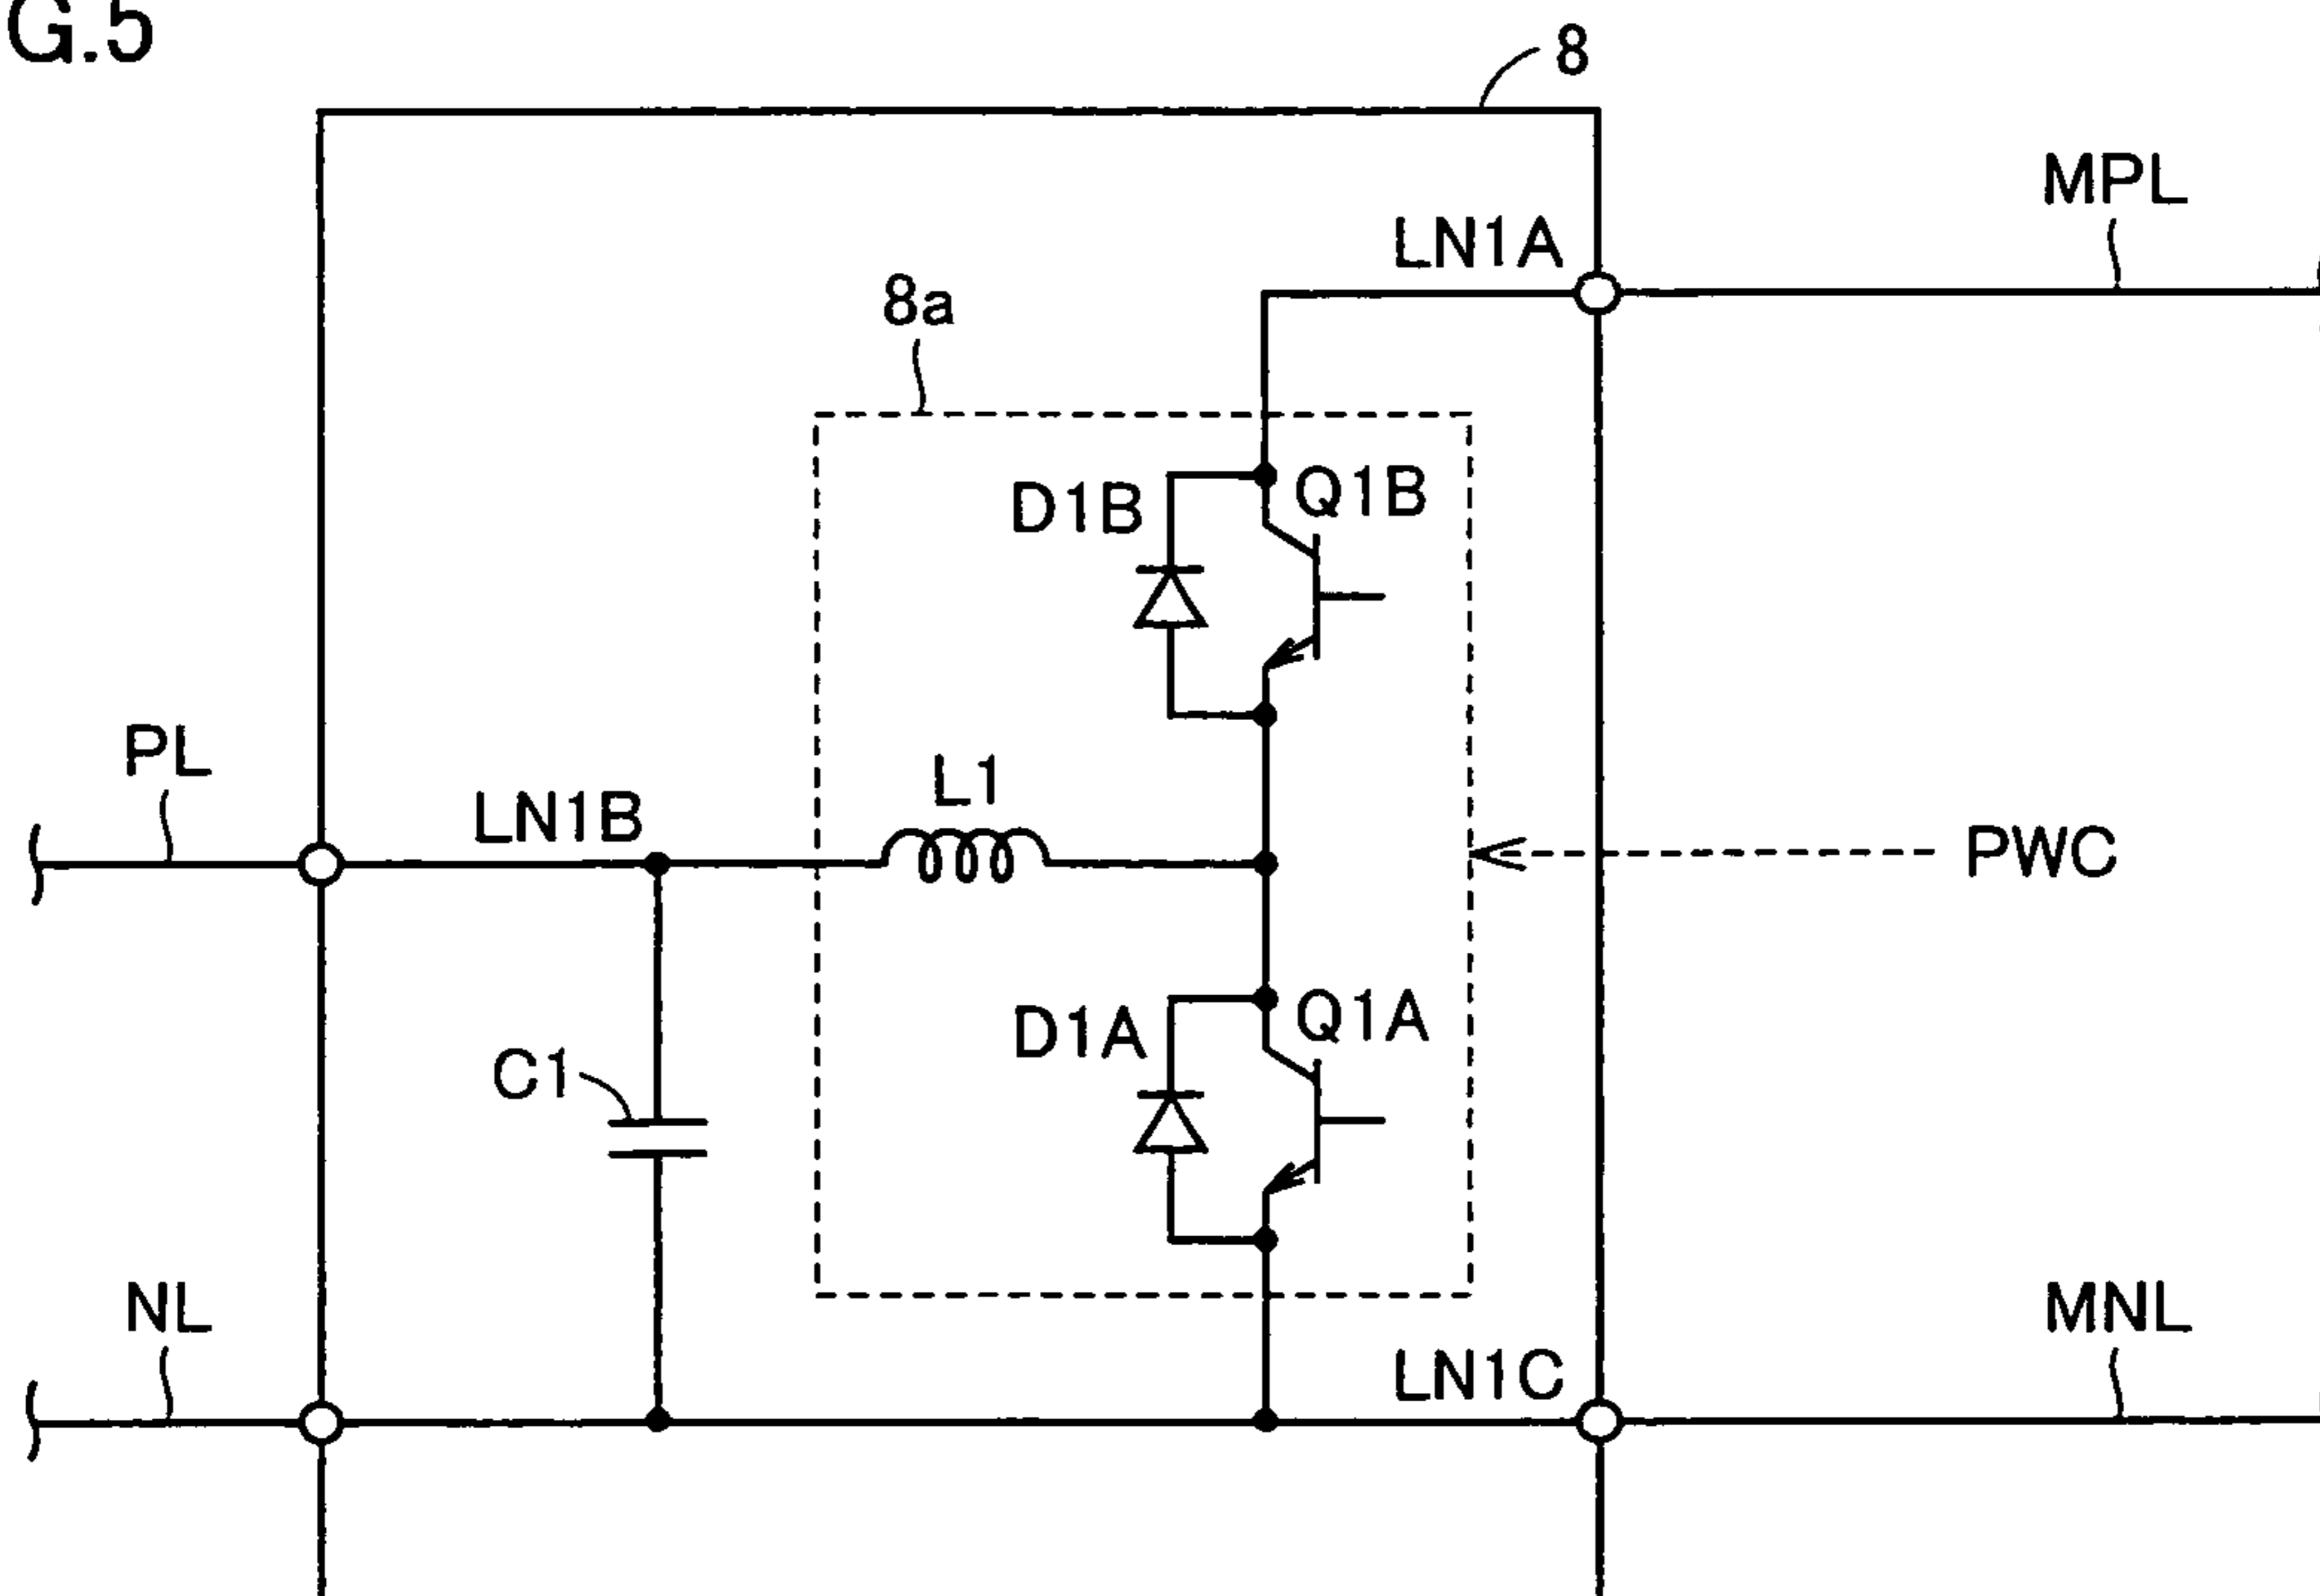 G.5
8
MPL
LN1A
8a
D1B
Q1B
PL
L1
LN1B
PWC
D1A
Q1A
C1
NL
MNL
LN1C